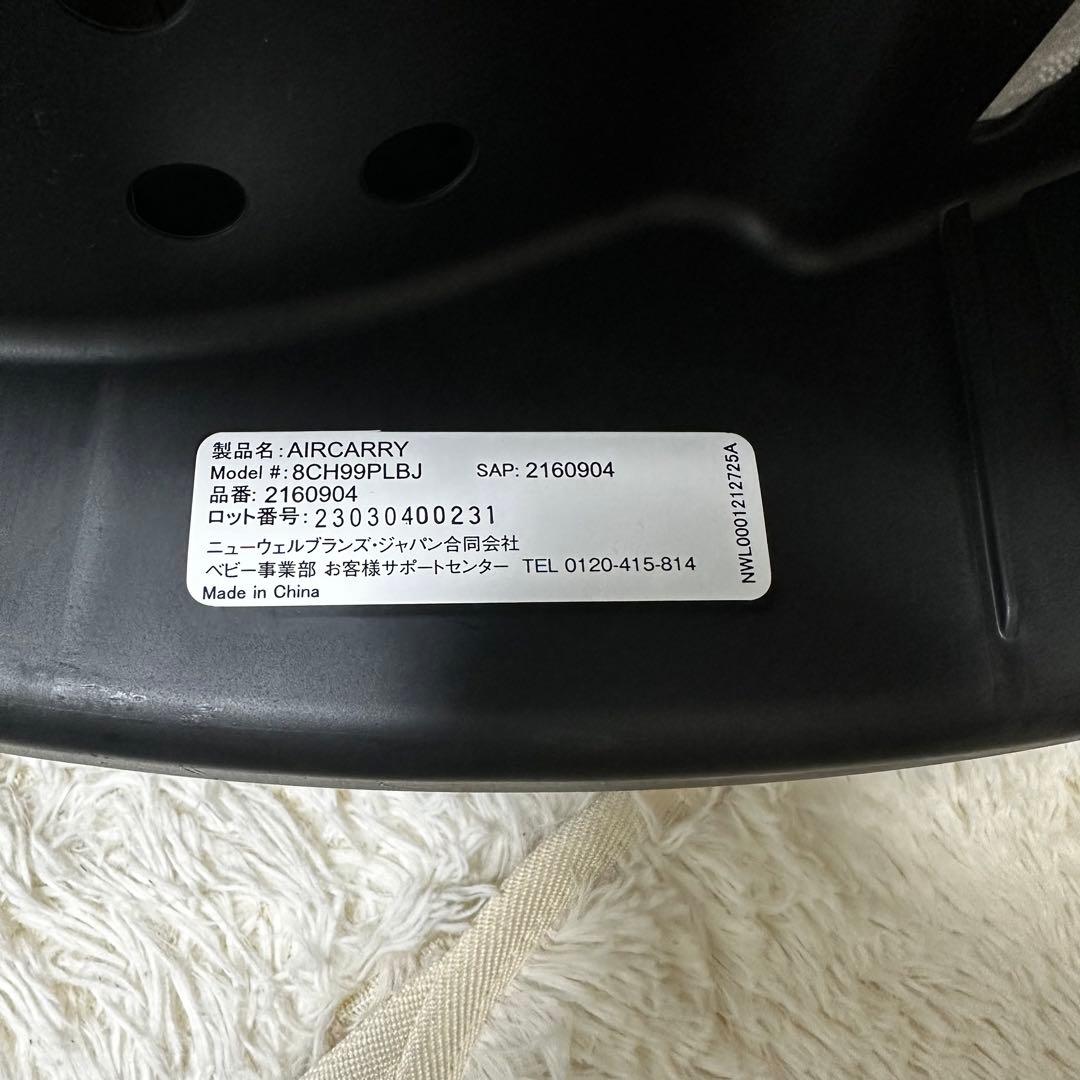 製品名:AIRCARRY
Model #:8CH99PLBJ SAP: 2160904
品番: 2160904
ロット番号:23030400231
ニューウェルブランズ・ジャパン合同会社
ベビー事業部 お客様サポートセンター TEL 0120-415-814
Made in China
NWL0001212725A